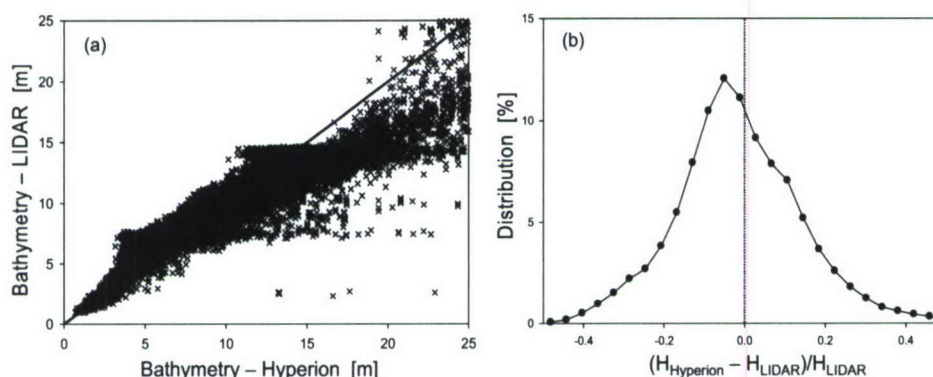 (a)
Bathymetry – LIDAR [m]
25
20
15
10
5
0
0 5 10 15 20 25
Bathymetry – Hyperion [m]
(b)
Distribution [%]
15
10
5
0
-0.4 -0.2 0.0 0.2 0.4
(H_Hyperion – H_LIDAR)/H_LIDAR